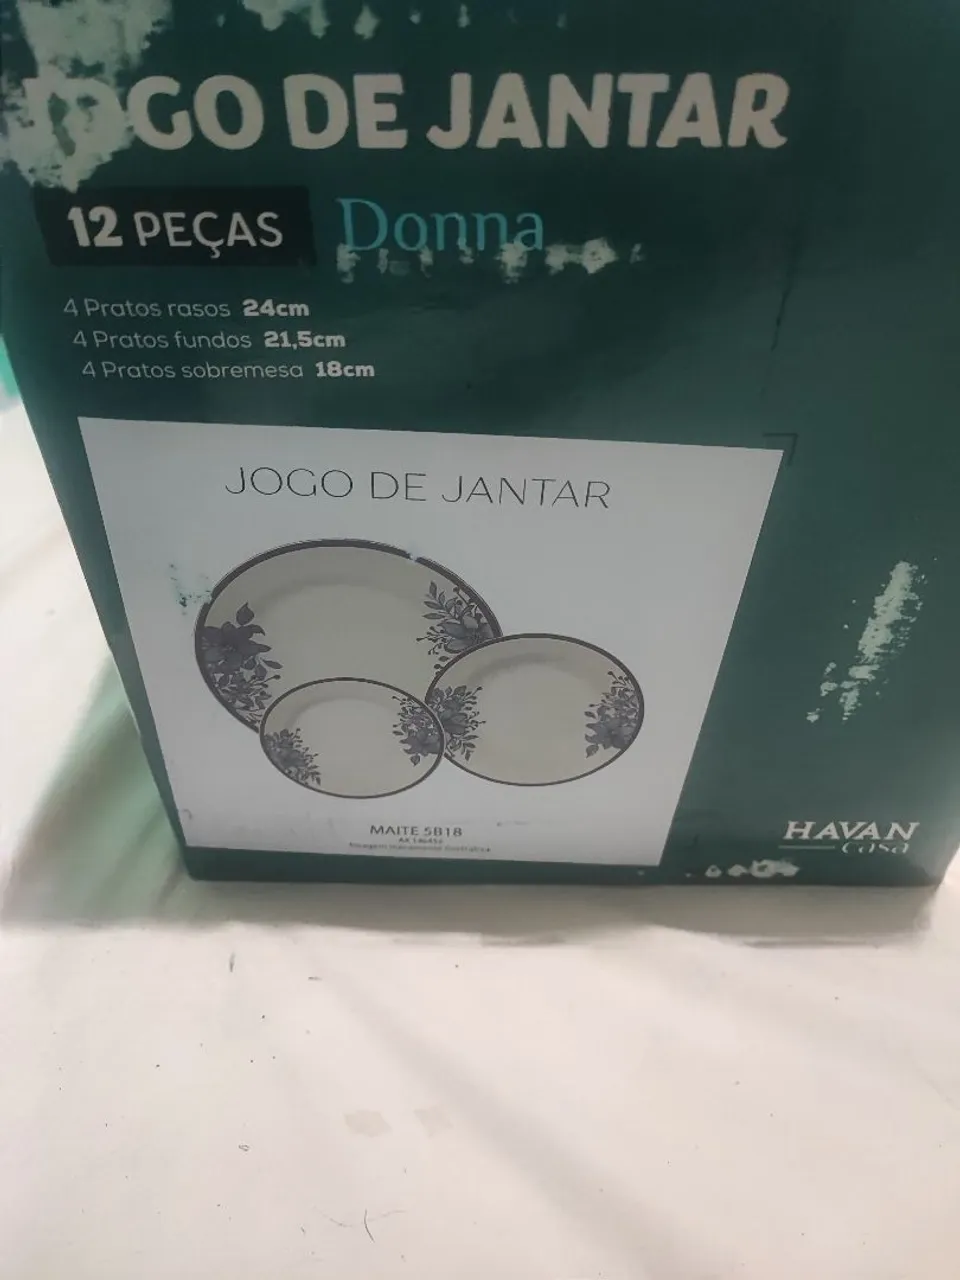 JOGO DE JANTAR
12 PEÇAS Donna
4 Pratos rasos 24cm
4 Pratos fundos 21,5cm
4 Pratos sobremesa 18cm
JOGO DE JANTAR
MAITE 5818
HAVAN
casa